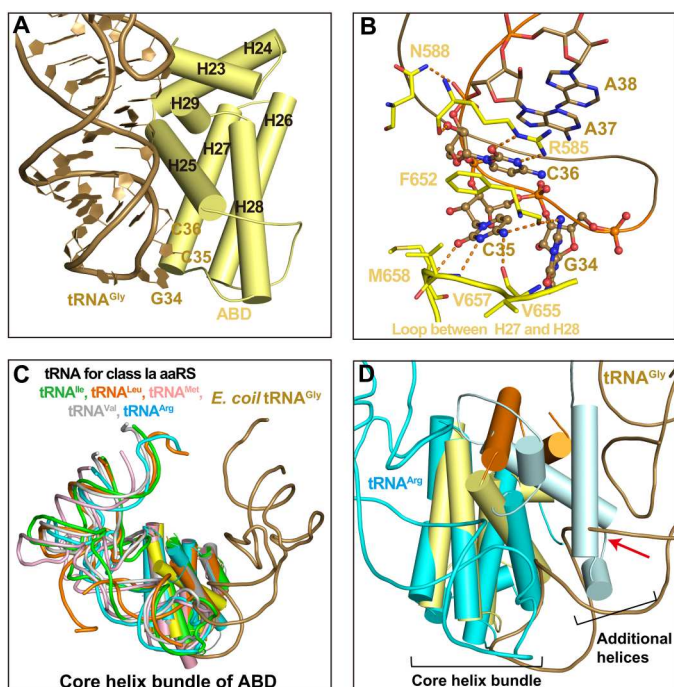 A
H24
H23
H29
H26
H27
H25
H28
C36
C35
tRNAGly
G34
ABD
B
N588
A38
A37
R585
C36
F652
C35
G34
M658
V657
V655
Loop between H27 and H28
C
tRNA for class Ia aaRS
tRNAIle, tRNALeu, tRNAMet,
tRNAVal, tRNAArg
E. coli tRNAGly
Core helix bundle of ABD
D
tRNAGly
tRNAArg
Additional
helices
Core helix bundle